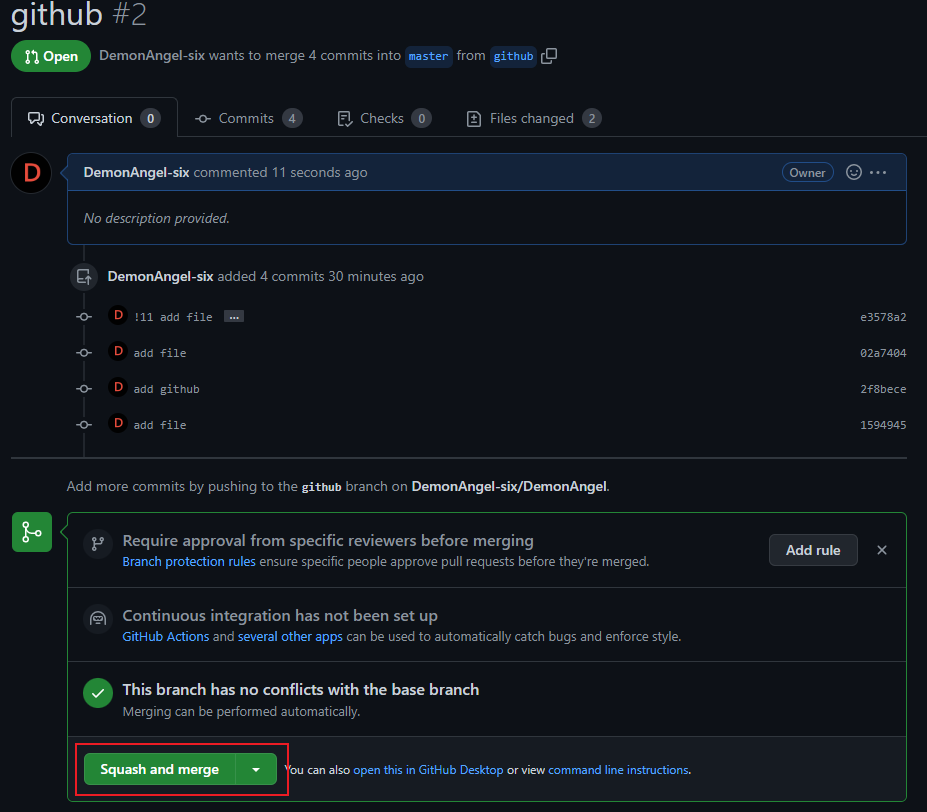 github #2
Open DemonAngel-six wants to merge 4 commits into master from github
Conversation 0 Commits 4 Checks 0 Files changed 2
D DemonAngel-six commented 11 seconds ago Owner
No description provided.
DemonAngel-six added 4 commits 30 minutes ago
D !11 add file ... e3578a2
D add file 02a7404
D add github 2f8bece
D add file 1594945
Add more commits by pushing to the github branch on DemonAngel-six/DemonAngel.
Require approval from specific reviewers before merging
Branch protection rules ensure specific people approve pull requests before they're merged.
Add rule
Continuous integration has not been set up
GitHub Actions and several other apps can be used to automatically catch bugs and enforce style.
This branch has no conflicts with the base branch
Merging can be performed automatically.
Squash and merge You can also open this in GitHub Desktop or view command line instructions.